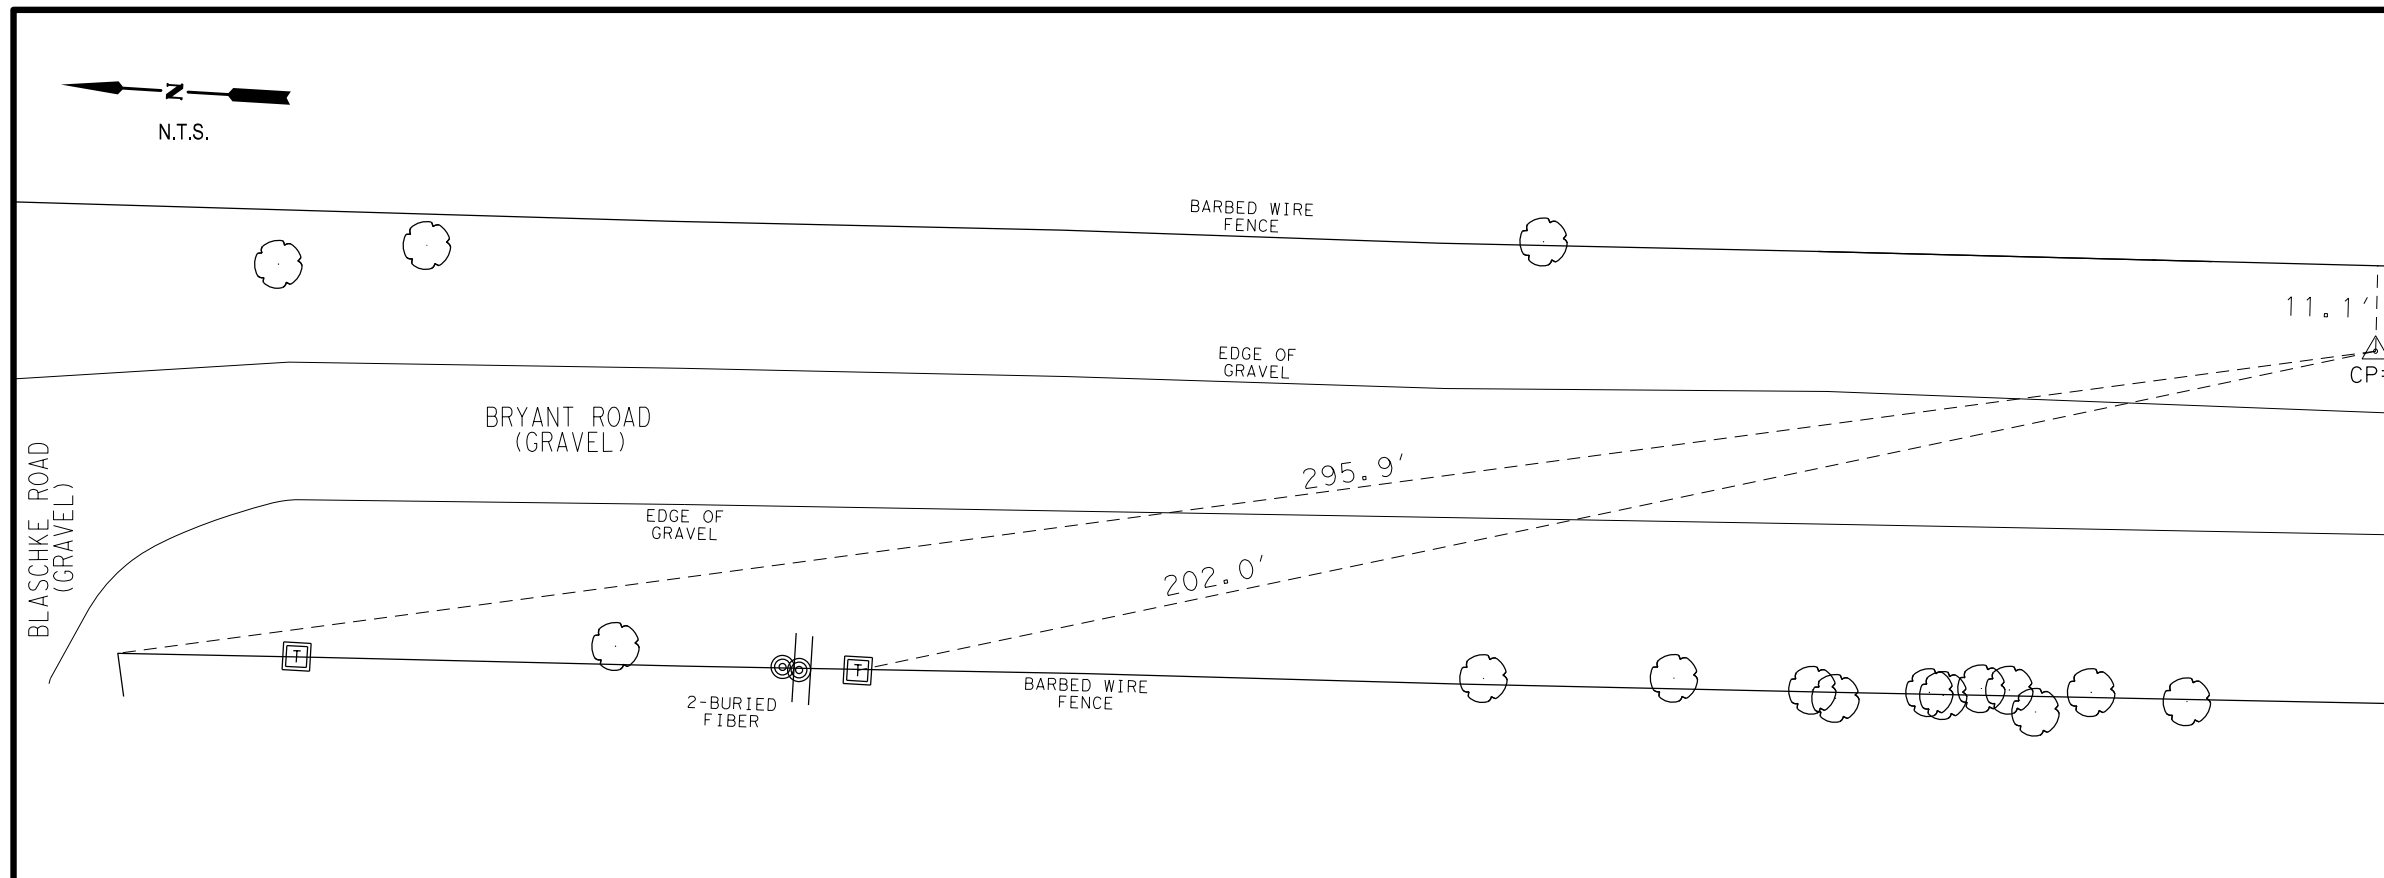 N
N.T.S.
BARBED WIRE
FENCE
11.1'
EDGE OF
GRAVEL
CP
BRYANT ROAD
(GRAVEL)
295.9'
BLASCHKE ROAD
(GRAVEL)
EDGE OF
GRAVEL
202.0'
T
T
2-BURIED
FIBER
BARBED WIRE
FENCE